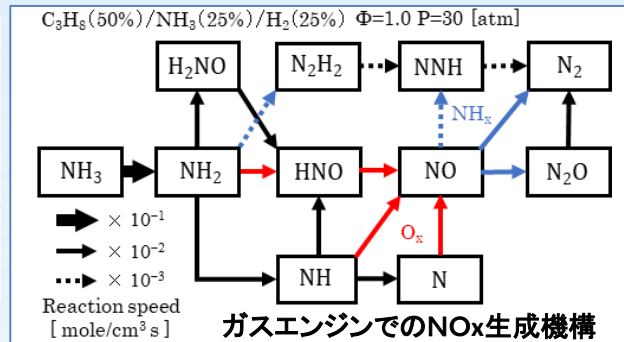 C₃H₈(50%)/NH₃(25%)/H₂(25%) Φ=1.0 P=30 [atm]
H₂NO
N₂H₂
NNH
N₂
NHₓ
NH₃
NH₂
HNO
NO
N₂O
× 10⁻¹
× 10⁻²
× 10⁻³
Oₓ
NH
N
Reaction speed
[ mole/cm³ s ]
ガスエンジンでのNOx生成機構